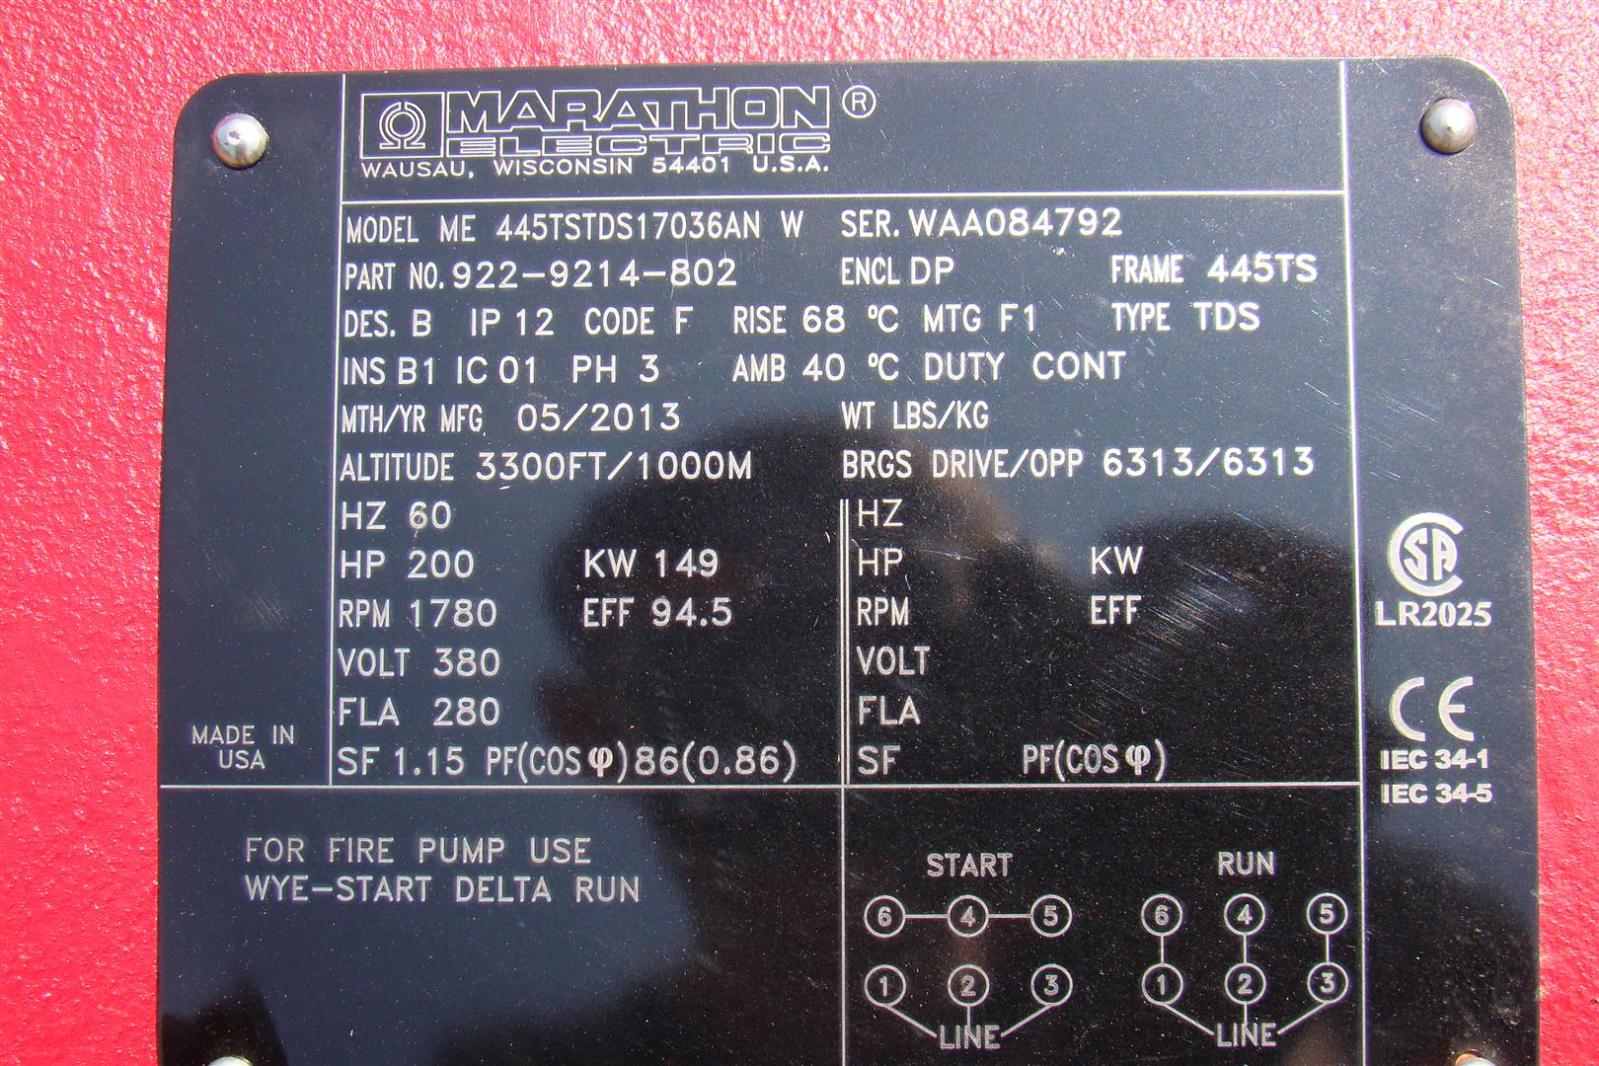 MARATHON ®
ELECTRIC
WAUSAU, WISCONSIN 54401 U.S.A.
MODEL ME 445TSTDS17036AN W SER. WAA084792
PART NO. 922-9214-802 ENCL DP FRAME 445TS
DES. B IP 12 CODE F RISE 68 °C MTG F1 TYPE TDS
INS B1 IC 01 PH 3 AMB 40 °C DUTY CONT
MTH/YR MFG 05/2013 WT LBS/KG
ALTITUDE 3300FT/1000M BRGS DRIVE/OPP 6313/6313
HZ 60 HZ
HP 200 KW 149 HP KW
RPM 1780 EFF 94.5 RPM EFF
VOLT 380 VOLT
FLA 280 FLA
SF 1.15 PF(COS φ) 86(0.86) SF PF(COS φ)
MADE IN
USA
SA
LR2025
CE
IEC 34-1
IEC 34-5
FOR FIRE PUMP USE
WYE-START DELTA RUN
START RUN
6 4 5 6 4 5
1 2 3 1 2 3
LINE LINE